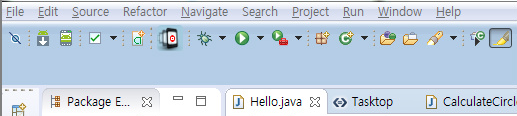 File Edit Source Refactor Navigate Search Project Run Window Help
Package E... Hello.java Tasktop CalculateCircl